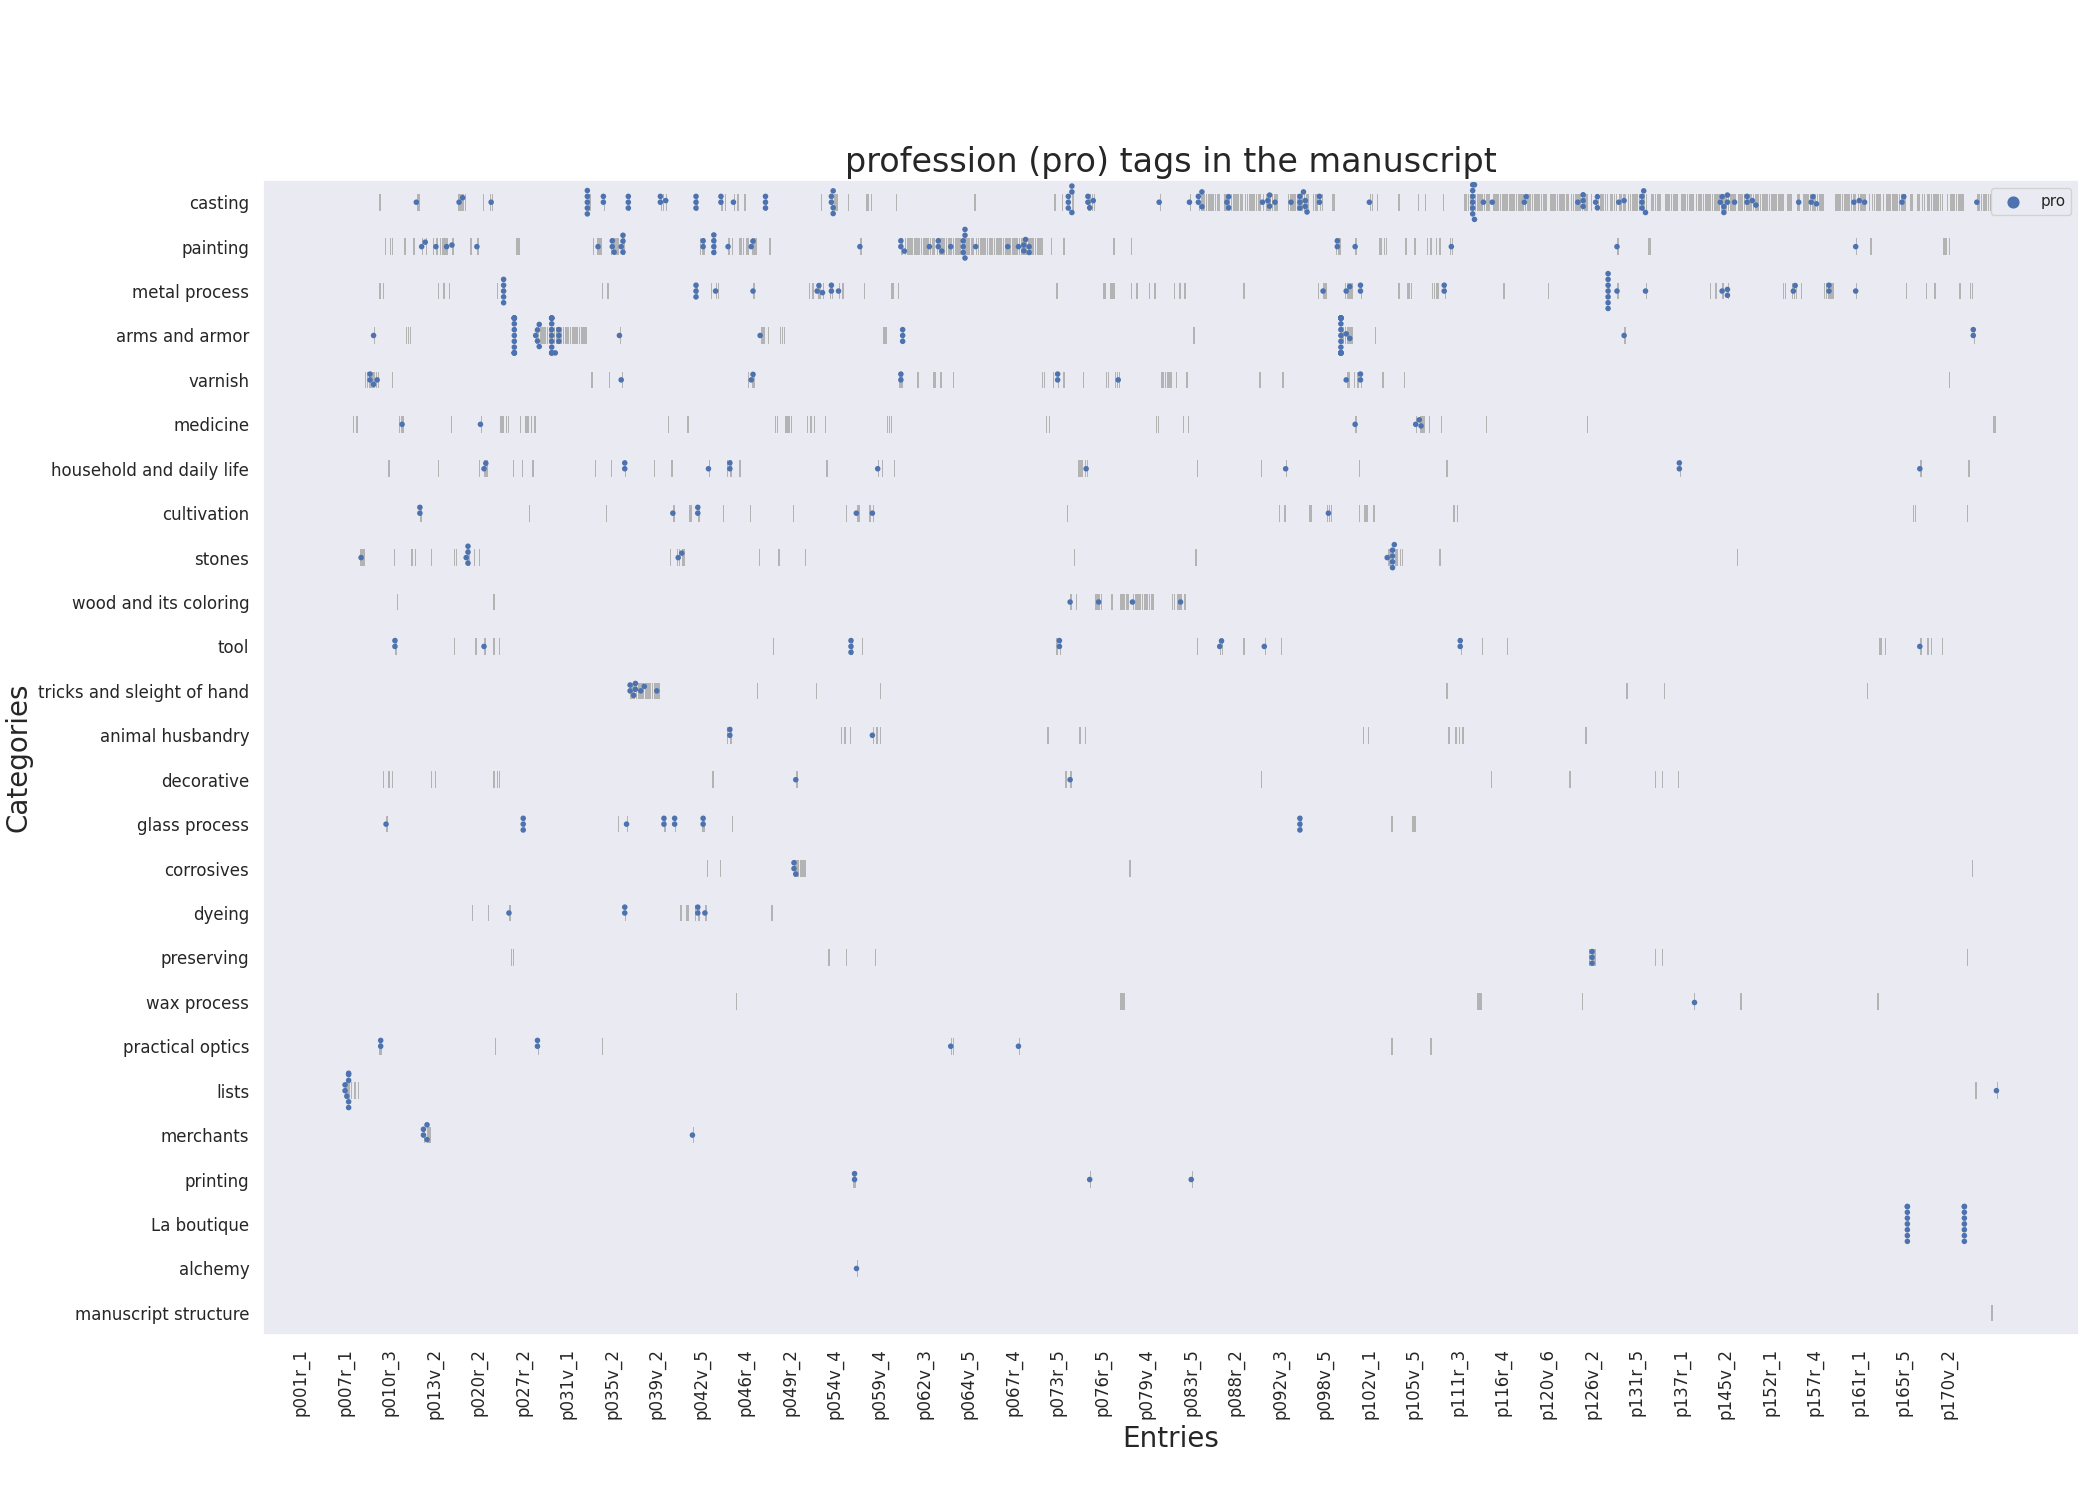 profession (pro) tags in the manuscript
pro
Categories
casting
painting
metal process
arms and armor
varnish
medicine
household and daily life
cultivation
stones
wood and its coloring
tool
tricks and sleight of hand
animal husbandry
decorative
glass process
corrosives
dyeing
preserving
wax process
practical optics
lists
merchants
printing
La boutique
alchemy
manuscript structure
p001r_1
p007r_1
p010r_3
p013v_2
p020r_2
p027r_2
p031v_1
p035v_2
p039v_2
p042v_5
p046r_4
p049r_2
p054v_4
p059v_4
p062v_3
p064v_5
p067r_4
p073r_5
p076r_5
p079v_4
p083r_5
p088r_2
p092v_3
p098v_5
p102v_1
p105v_5
p111r_3
p116r_4
p120v_6
p126v_2
p131r_5
p137r_1
p145v_2
p152r_1
p157r_4
p161r_1
p165r_5
p170v_2
Entries